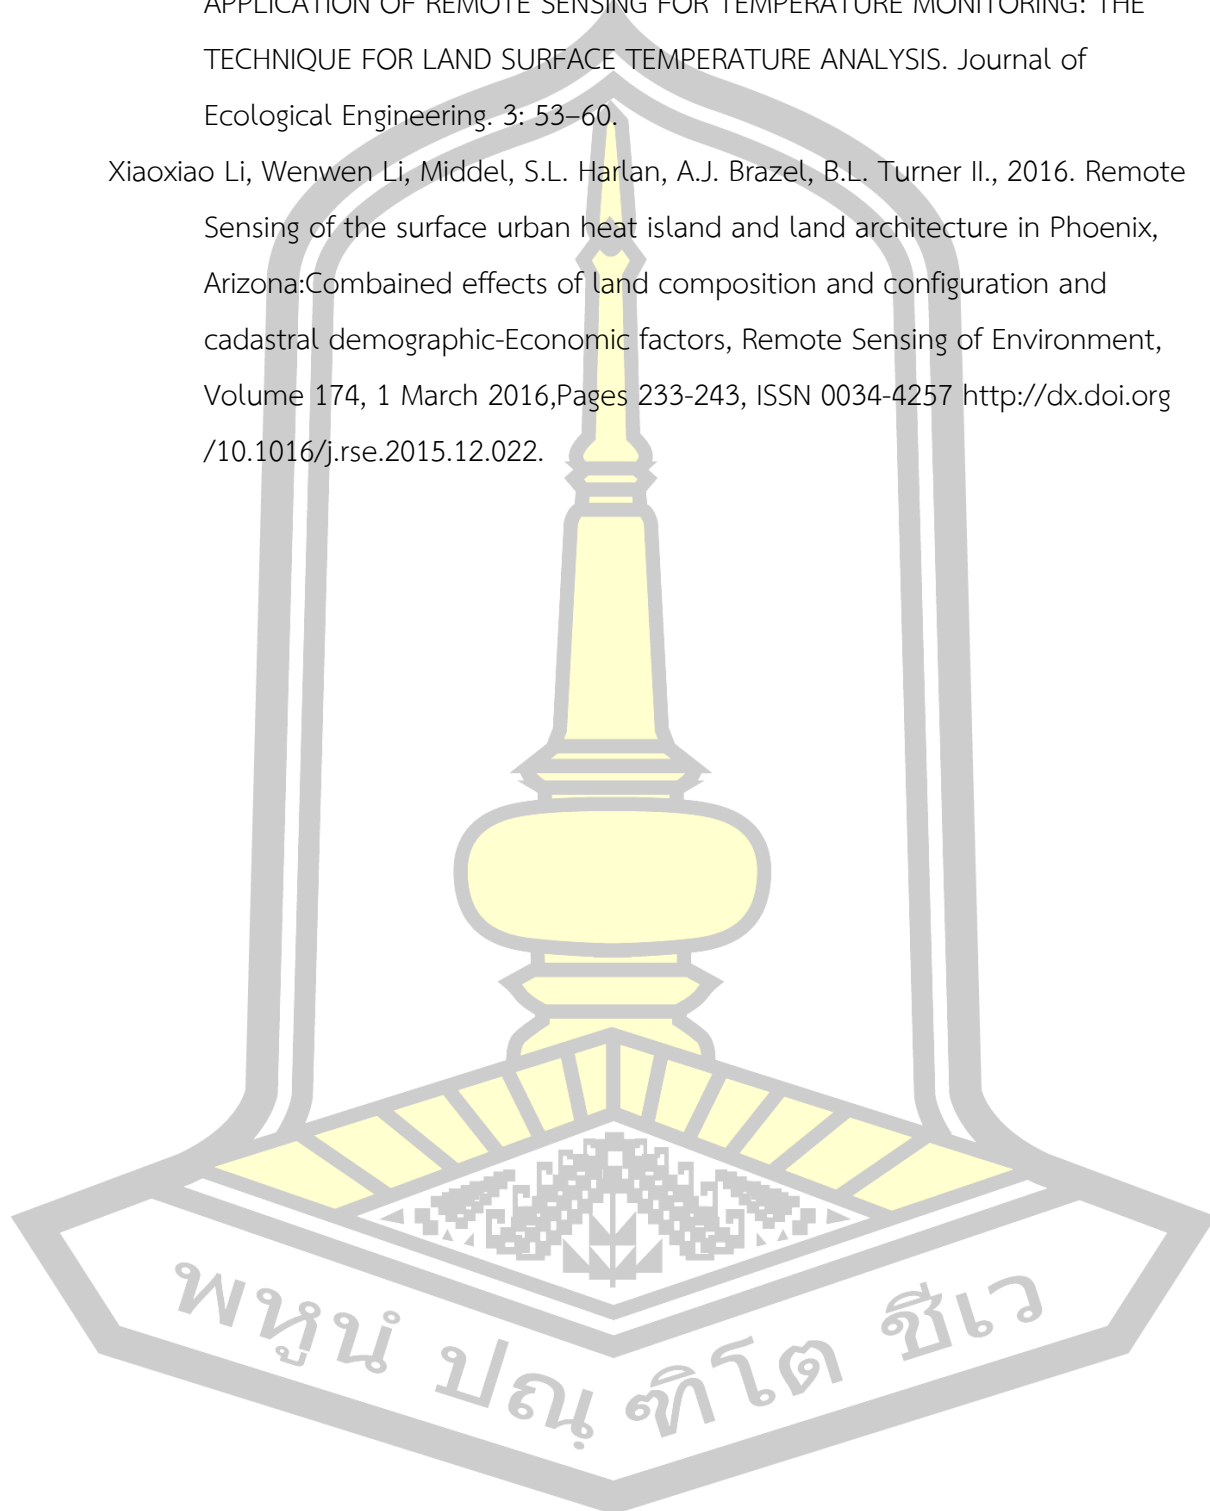 APPLICATION OF REMOTE SENSING FOR TEMPERATURE MONITORING: THE
TECHNIQUE FOR LAND SURFACE TEMPERATURE ANALYSIS. Journal of
Ecological Engineering. 3: 53–60.
Xiaoxiao Li, Wenwen Li, Middel, S.L. Harlan, A.J. Brazel, B.L. Turner II., 2016. Remote
Sensing of the surface urban heat island and land architecture in Phoenix,
Arizona:Combained effects of land composition and configuration and
cadastral demographic-Economic factors, Remote Sensing of Environment,
Volume 174, 1 March 2016,Pages 233-243, ISSN 0034-4257 http://dx.doi.org
/10.1016/j.rse.2015.12.022.
พหูนํ ปณฺฑิโต ชีเว